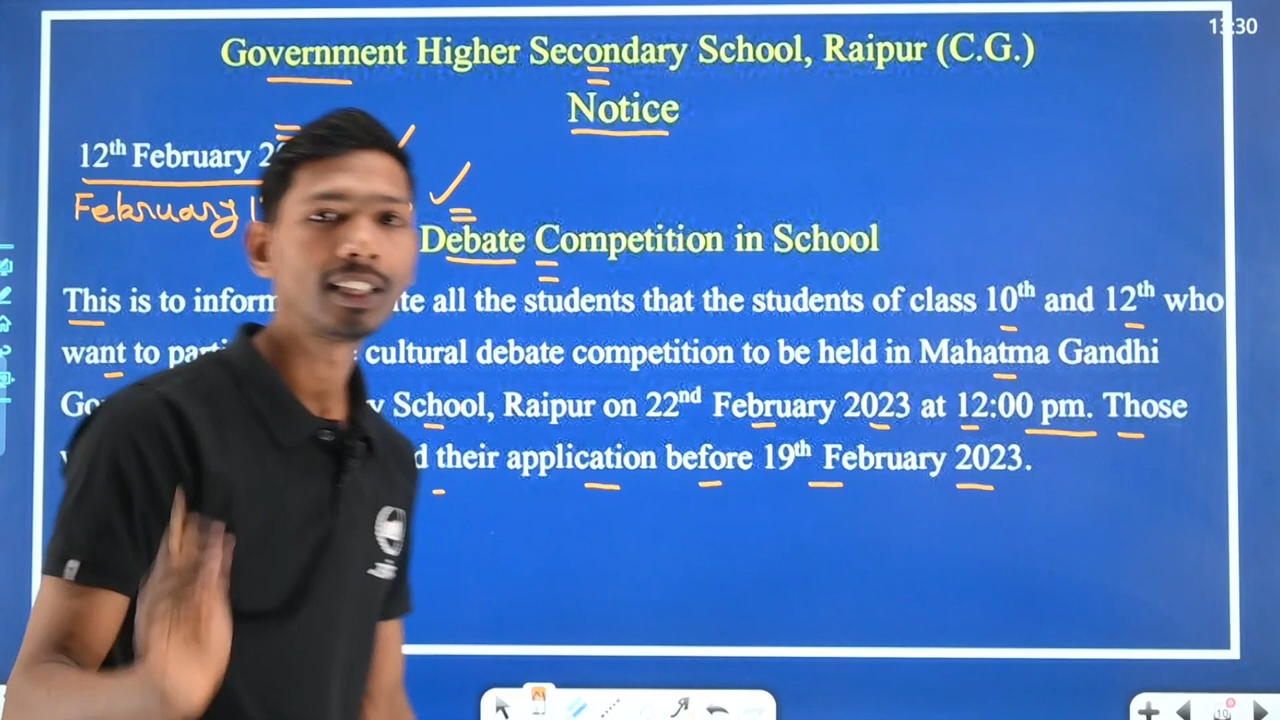 13:30
Government Higher Secondary School, Raipur (C.G.)
Notice
12th February
February
Debate Competition in School
This is to inform all the students that the students of class 10th and 12th who
want to cultural debate competition to be held in Mahatma Gandhi
School, Raipur on 22nd February 2023 at 12:00 pm. Those
their application before 19th February 2023.